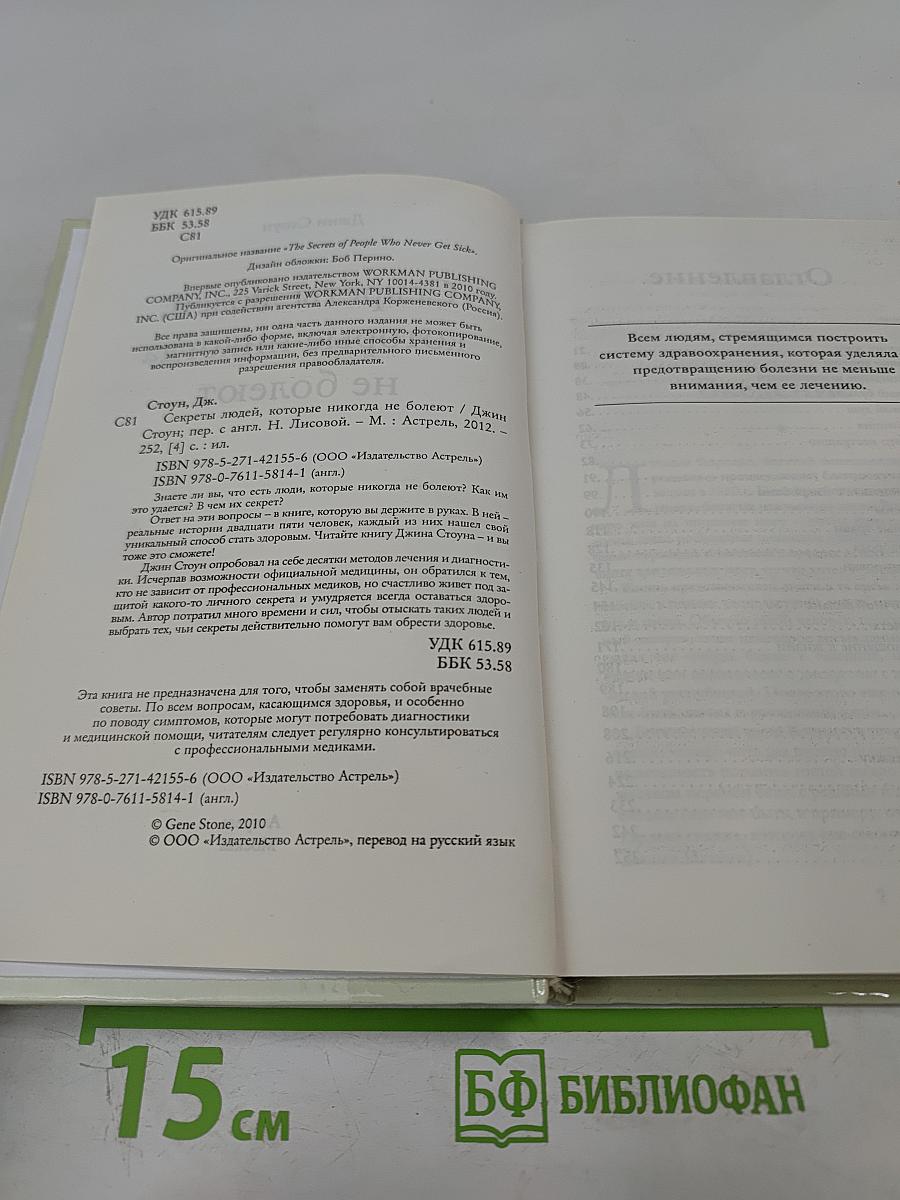 УДК 615.89
ББК 53.58
С81
Оригинальное название «The Secrets of People Who Never Get Sick».
Дизайн обложки: Боб Перино.
Впервые опубликовано издательством WORKMAN PUBLISHING
COMPANY, INC., 225 Varick Street, New York, NY 10014-4381 в 2010 году.
Публикуется с разрешения WORKMAN PUBLISHING COMPANY,
INC. (США) при содействии агентства Александра Корженевского (Россия).
Все права защищены, ни одна часть данного издания не может быть
использована в какой-либо форме, включая электронную, фотокопирование,
магнитную запись или какие-либо иные способы хранения и
воспроизведения информации, без предварительного письменного
разрешения правообладателя.
Стоун, Дж.
С81 Секреты людей, которые никогда не болеют / Джин
Стоун; пер. с англ. Н. Лисовой. – М. : Астрель, 2012. –
252, [4] с. : ил.
ISBN 978-5-271-42155-6 (ООО «Издательство Астрель»)
ISBN 978-0-7611-5814-1 (англ.)
Знаете ли вы, что есть люди, которые никогда не болеют? Как им
это удается? В чем их секрет?
Ответ на эти вопросы – в книге, которую вы держите в руках. В ней –
реальные истории двадцати пяти человек, каждый из них нашел свой
уникальный способ стать здоровым. Читайте книгу Джина Стоуна – и вы
тоже это сможете!
Джин Стоун опробовал на себе десятки методов лечения и диагности-
ки. Исчерпав возможности официальной медицины, он обратился к тем,
кто не зависит от профессиональных медиков, но счастливо живет под за-
щитой какого-то личного секрета и умудряется всегда оставаться здоро-
вым. Автор потратил много времени и сил, чтобы отыскать таких людей и
выбрать тех, чьи секреты действительно помогут вам обрести здоровье.
УДК 615.89
ББК 53.58
Эта книга не предназначена для того, чтобы заменять собой врачебные
советы. По всем вопросам, касающимся здоровья, и особенно
по поводу симптомов, которые могут потребовать диагностики
и медицинской помощи, читателям следует регулярно консультироваться
с профессиональными медиками.
ISBN 978-5-271-42155-6 (ООО «Издательство Астрель»)
ISBN 978-0-7611-5814-1 (англ.)
© Gene Stone, 2010
© ООО «Издательство Астрель», перевод на русский язык
Всем людям, стремящимся построить
систему здравоохранения, которая уделяла
предотвращению болезни не меньше
внимания, чем ее лечению.
15 см
БФ БИБЛИОФАН